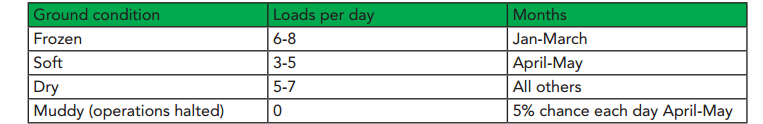 Ground condition Loads per day Months
Frozen 6-8 Jan-March
Soft 3-5 April-May
Dry 5-7 All others
Muddy (operations halted) 0 5% chance each day April-May